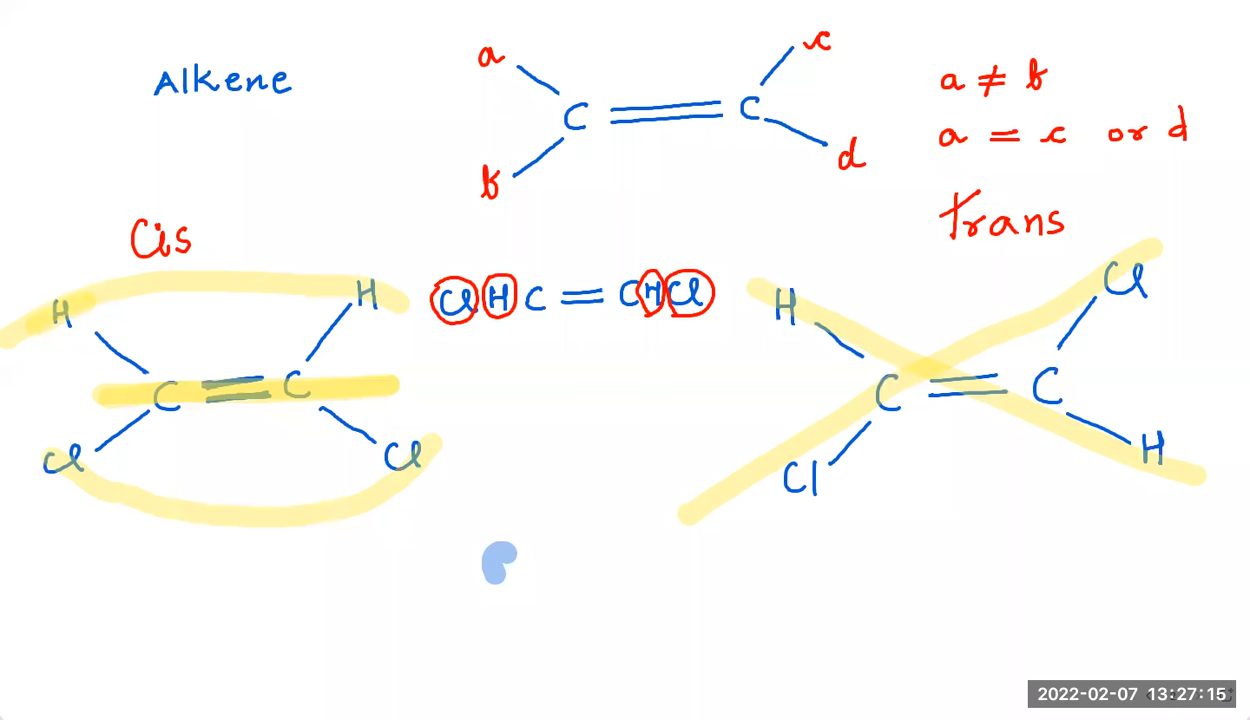 Alkene
a
c
C = C
b
d
a ≠ b
a = c or d
Cis
trans
H
H
C = C
Cl
Cl
ClHC = CHCl
H
Cl
C = C
Cl
H
2022-02-07 13:27:15